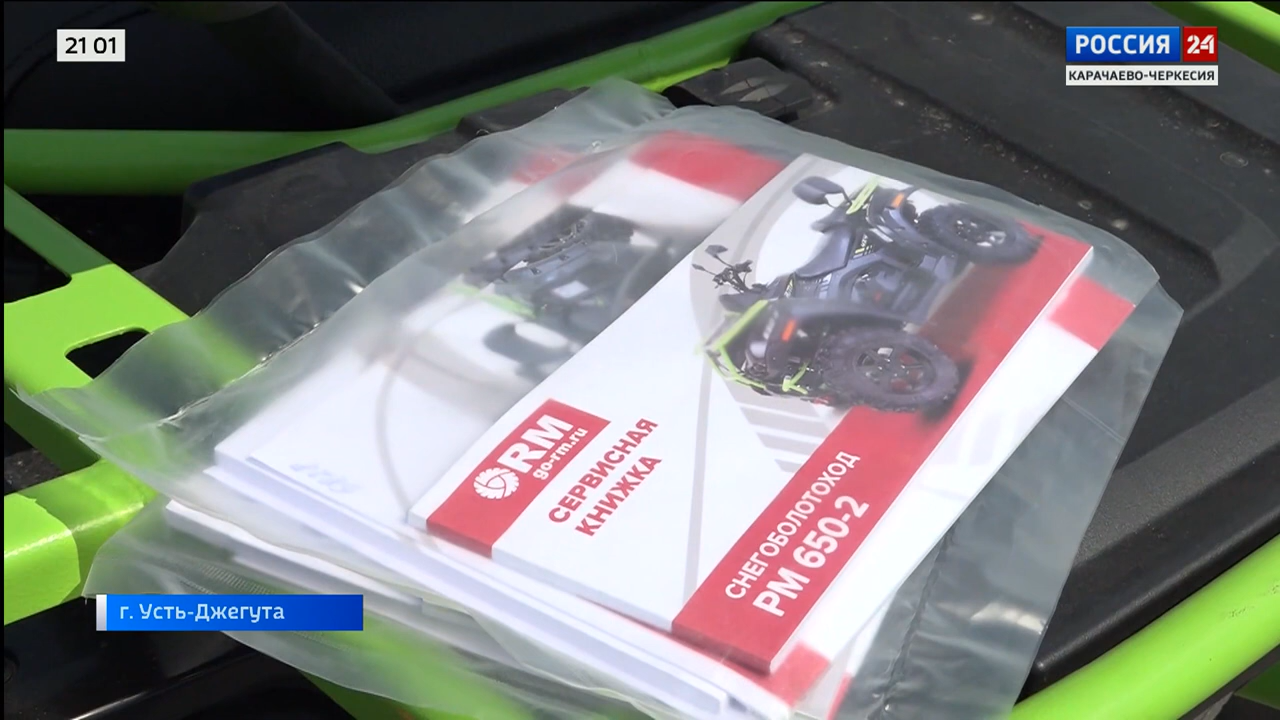 21 01
РОССИЯ 24
КАРАЧАЕВО-ЧЕРКЕСИЯ
RM
go-rm.ru
СЕРВИСНАЯ
КНИЖКА
СНЕГОБОЛОТОХОД
РМ 650-2
г. Усть-Джегута